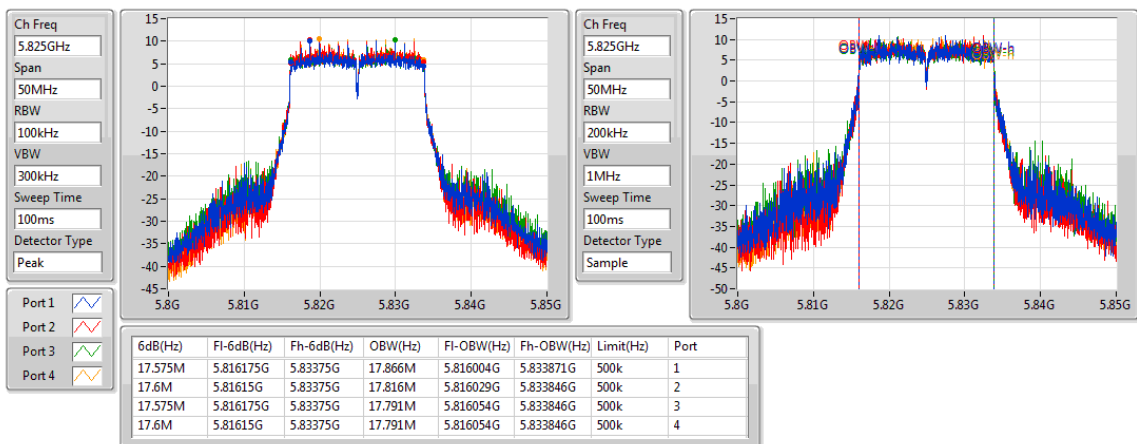 Ch Freq
5.825GHz
Span
50MHz
RBW
100kHz
VBW
300kHz
Sweep Time
100ms
Detector Type
Peak
Port 1
Port 2
Port 3
Port 4
15
10
5
0
-5
-10
-15
-20
-25
-30
-35
-40
-45
5.8G 5.81G 5.82G 5.83G 5.84G 5.85G
Ch Freq
5.825GHz
Span
50MHz
RBW
200kHz
VBW
1MHz
Sweep Time
100ms
Detector Type
Sample
15
10
5
0
-5
-10
-15
-20
-25
-30
-35
-40
-45
-50
5.8G 5.81G 5.82G 5.83G 5.84G 5.85G
6dB(Hz) Fl-6dB(Hz) Fh-6dB(Hz) OBW(Hz) Fl-OBW(Hz) Fh-OBW(Hz) Limit(Hz) Port
17.575M 5.816175G 5.83375G 17.866M 5.816004G 5.833871G 500k 1
17.6M 5.81615G 5.83375G 17.816M 5.816029G 5.833846G 500k 2
17.575M 5.816175G 5.83375G 17.791M 5.816054G 5.833846G 500k 3
17.6M 5.81615G 5.83375G 17.791M 5.816054G 5.833846G 500k 4